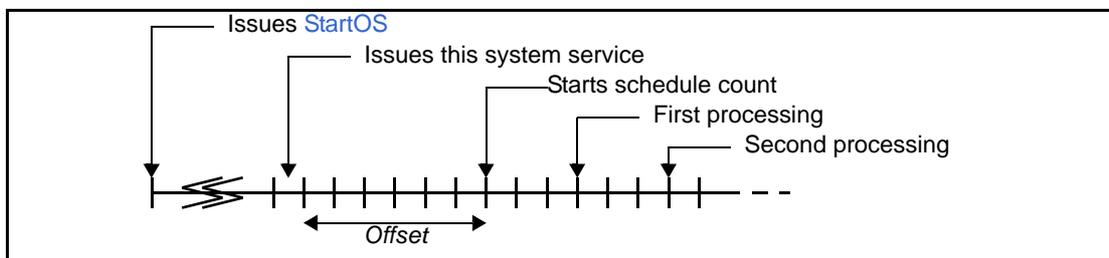 Issues StartOS
Issues this system service
Starts schedule count
First processing
Second processing
Offset